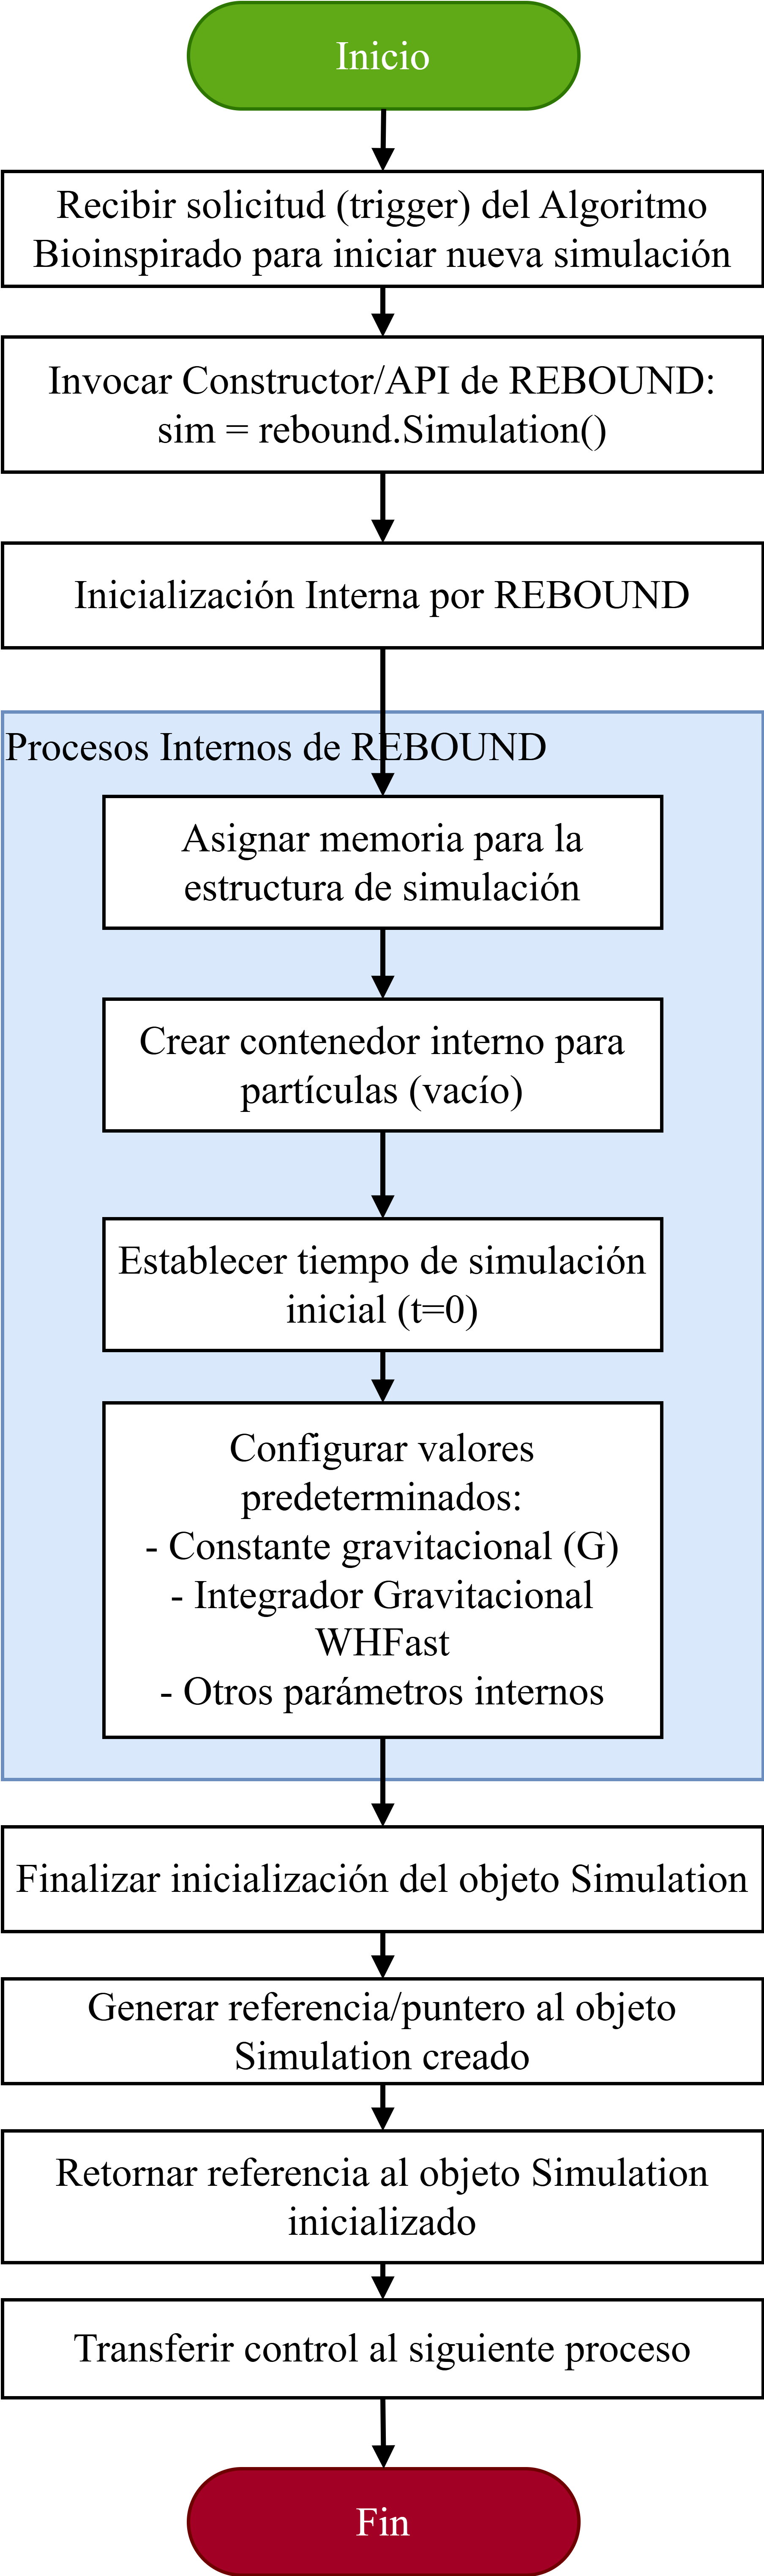 Inicio
Recibir solicitud (trigger) del Algoritmo
Bioinspirado para iniciar nueva simulación
Invocar Constructor/API de REBOUND:
sim = rebound.Simulation()
Inicialización Interna por REBOUND
Procesos Internos de REBOUND
Asignar memoria para la
estructura de simulación
Crear contenedor interno para
partículas (vacío)
Establecer tiempo de simulación
inicial (t=0)
Configurar valores
predeterminados:
- Constante gravitacional (G)
- Integrador Gravitacional
WHFast
- Otros parámetros internos
Finalizar inicialización del objeto Simulation
Generar referencia/puntero al objeto
Simulation creado
Retornar referencia al objeto Simulation
inicializado
Transferir control al siguiente proceso
Fin